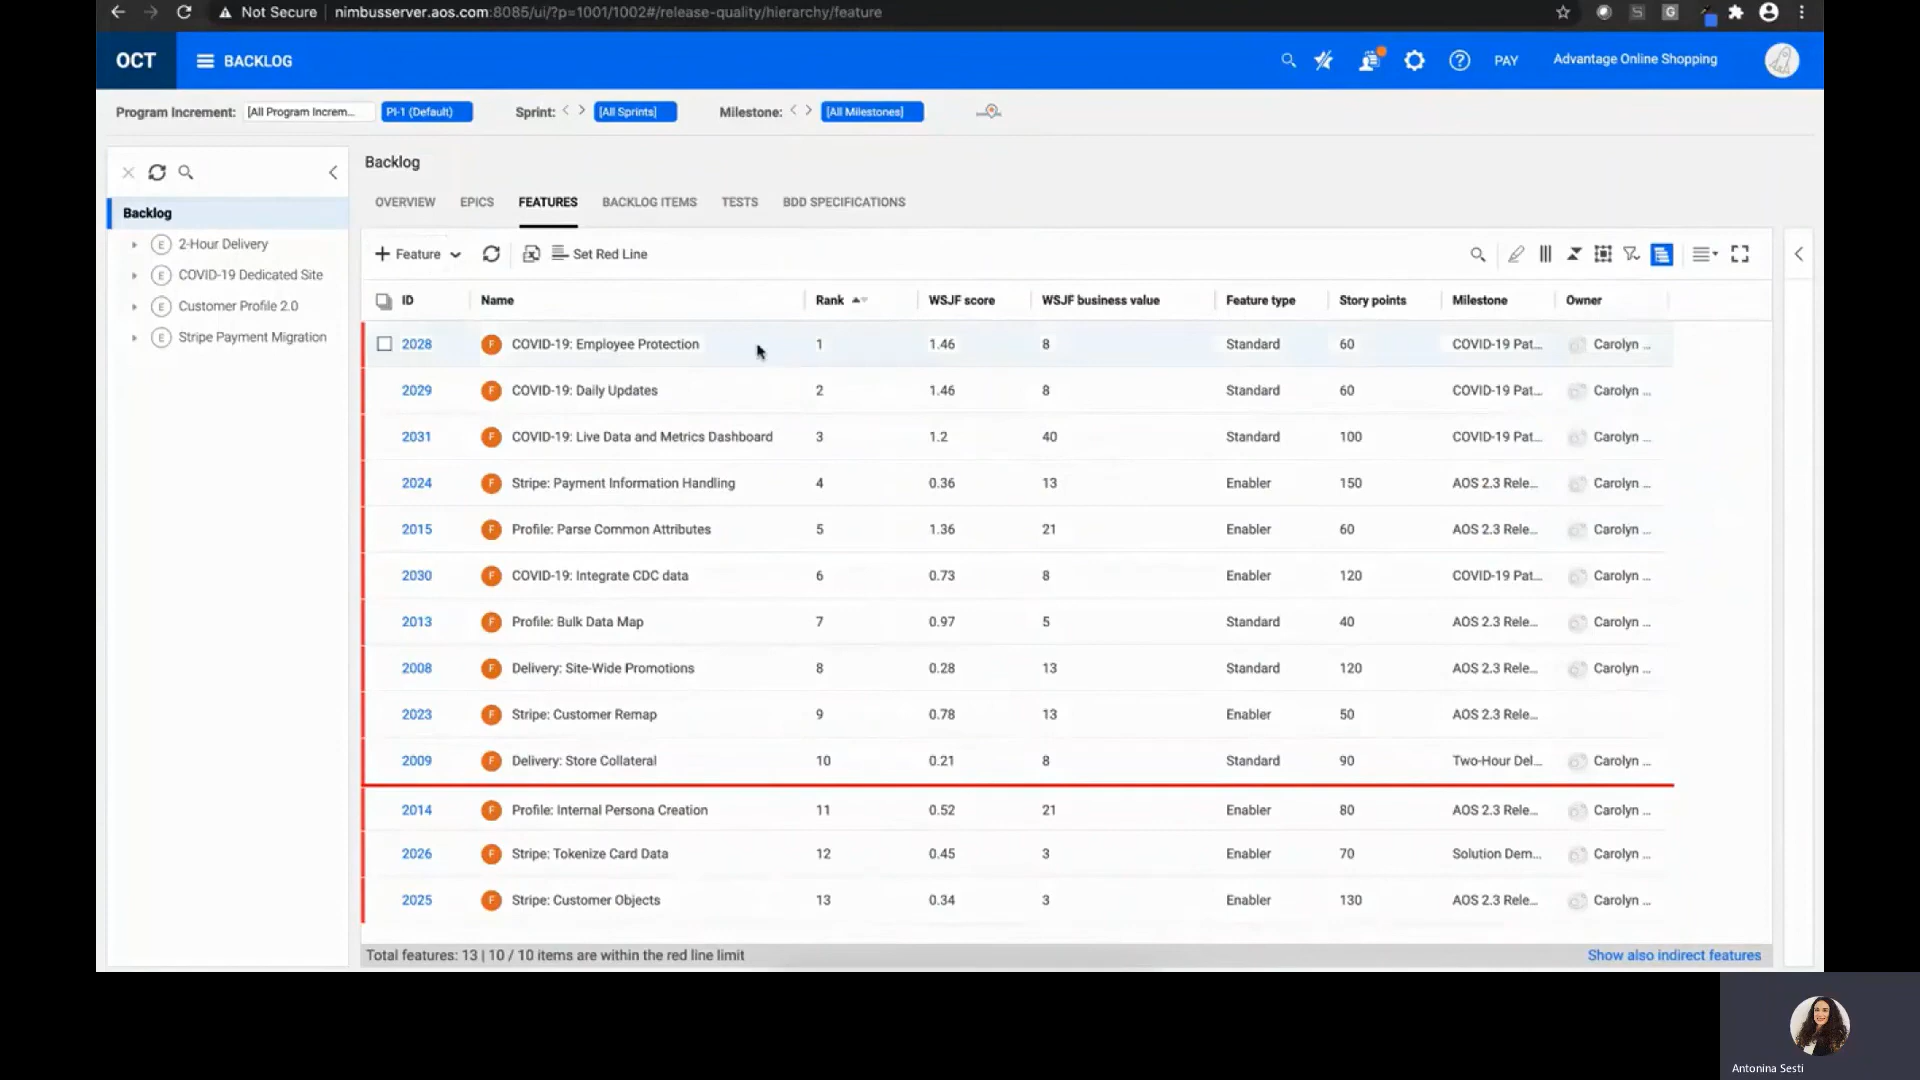 Not Secure nimbusserver.aos.com:8085/ui/?p=1001/1002#/release-quality/hierarchy/feature
OCT BACKLOG PAY Advantage Online Shopping
Program Increment: [All Program Increm... PI-1 (Default) Sprint: < > [All Sprints] Milestone: < > [All Milestones]
Backlog
OVERVIEW EPICS FEATURES BACKLOG ITEMS TESTS BDD SPECIFICATIONS
Backlog
E 2-Hour Delivery
E COVID-19 Dedicated Site
E Customer Profile 2.0
E Stripe Payment Migration
+ Feature Set Red Line
ID Name Rank WSJF score WSJF business value Feature type Story points Milestone Owner
2028 F COVID-19: Employee Protection 1 1.46 8 Standard 60 COVID-19 Pat... Carolyn ...
2029 F COVID-19: Daily Updates 2 1.46 8 Standard 60 COVID-19 Pat... Carolyn ...
2031 F COVID-19: Live Data and Metrics Dashboard 3 1.2 40 Standard 100 COVID-19 Pat... Carolyn ...
2024 F Stripe: Payment Information Handling 4 0.36 13 Enabler 150 AOS 2.3 Rele... Carolyn ...
2015 F Profile: Parse Common Attributes 5 1.36 21 Enabler 60 AOS 2.3 Rele... Carolyn ...
2030 F COVID-19: Integrate CDC data 6 0.73 8 Enabler 120 COVID-19 Pat... Carolyn ...
2013 F Profile: Bulk Data Map 7 0.97 5 Standard 40 AOS 2.3 Rele... Carolyn ...
2008 F Delivery: Site-Wide Promotions 8 0.28 13 Standard 120 AOS 2.3 Rele... Carolyn ...
2023 F Stripe: Customer Remap 9 0.78 13 Enabler 50 AOS 2.3 Rele...
2009 F Delivery: Store Collateral 10 0.21 8 Standard 90 Two-Hour Del... Carolyn ...
2014 F Profile: Internal Persona Creation 11 0.52 21 Enabler 80 AOS 2.3 Rele... Carolyn ...
2026 F Stripe: Tokenize Card Data 12 0.45 3 Enabler 70 Solution Dem... Carolyn ...
2025 F Stripe: Customer Objects 13 0.34 3 Enabler 130 AOS 2.3 Rele... Carolyn ...
Total features: 13 | 10 / 10 items are within the red line limit Show also indirect features
Antonina Sesti